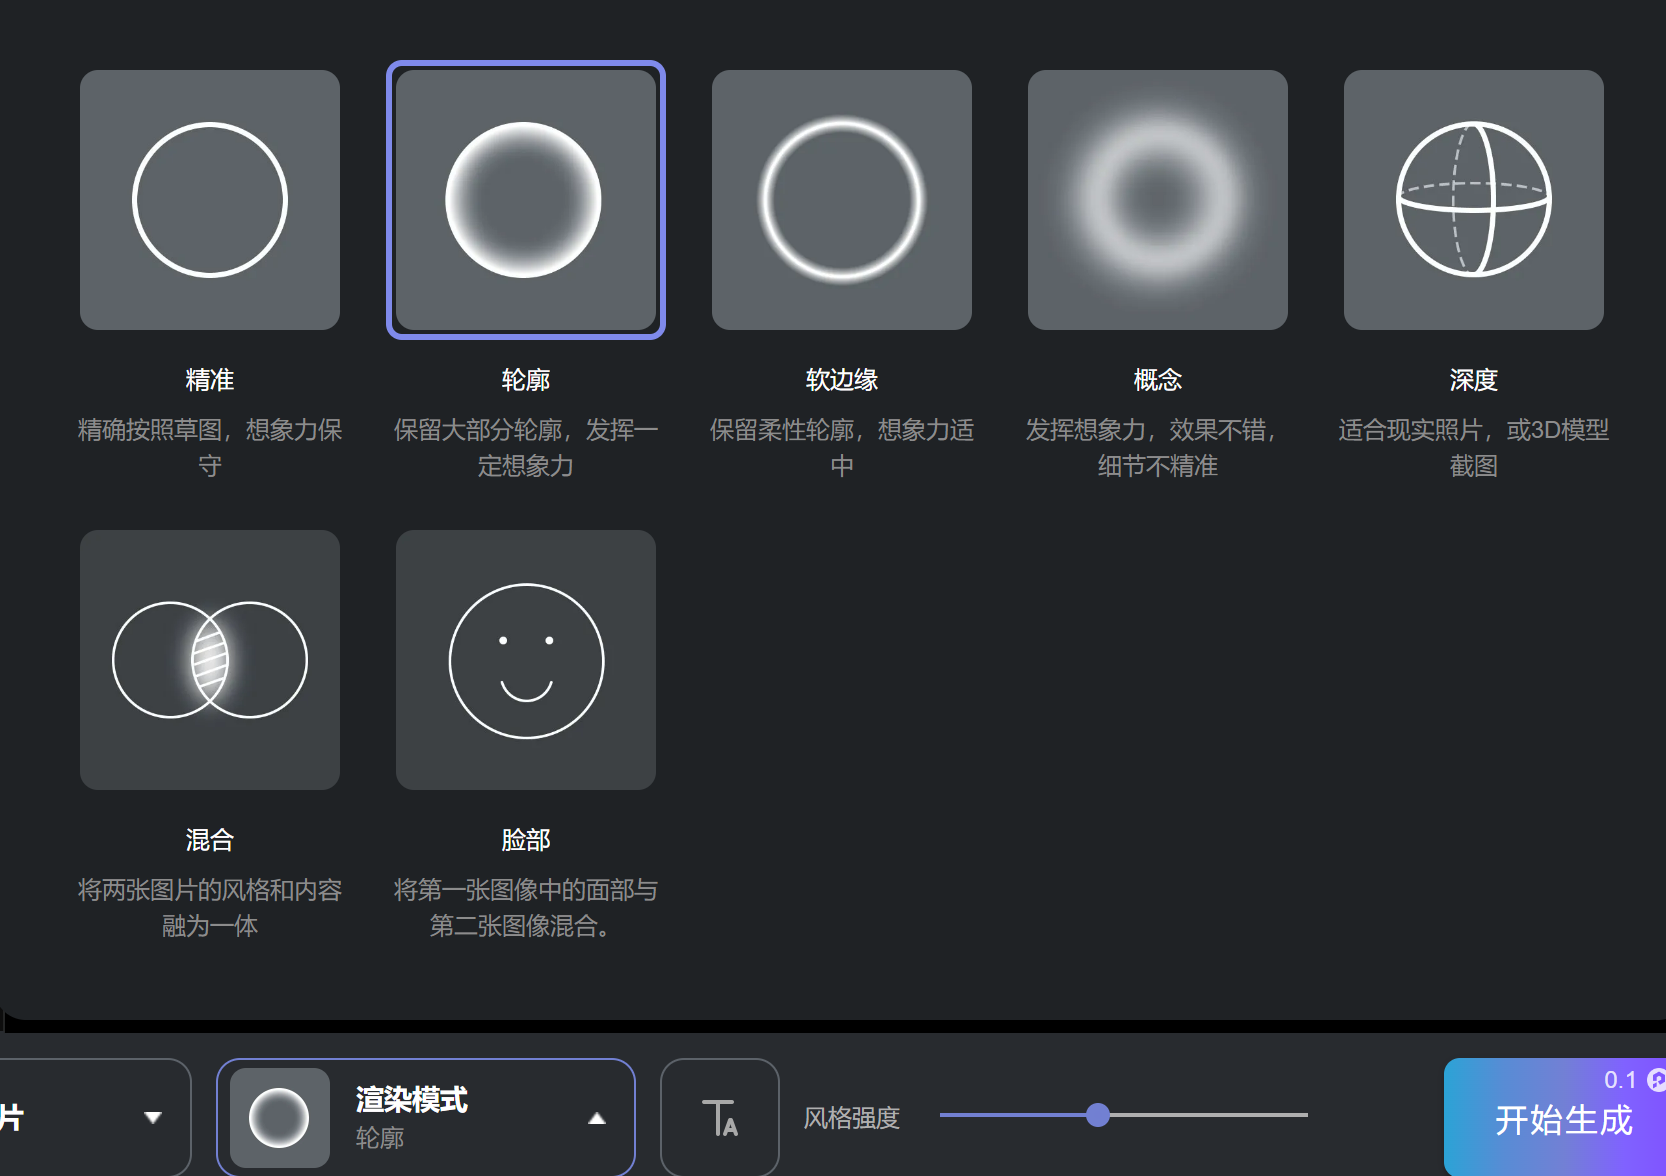 精准
精确按照草图，想象力保
守
轮廓
保留大部分轮廓，发挥一
定想象力
软边缘
保留柔性轮廓，想象力适
中
概念
发挥想象力，效果不错，
细节不精准
深度
适合现实照片，或3D模型
截图
混合
将两张图片的风格和内容
融为一体
脸部
将第一张图像中的面部与
第二张图像混合。
片
渲染模式
轮廓
TA
风格强度
0.1
开始生成